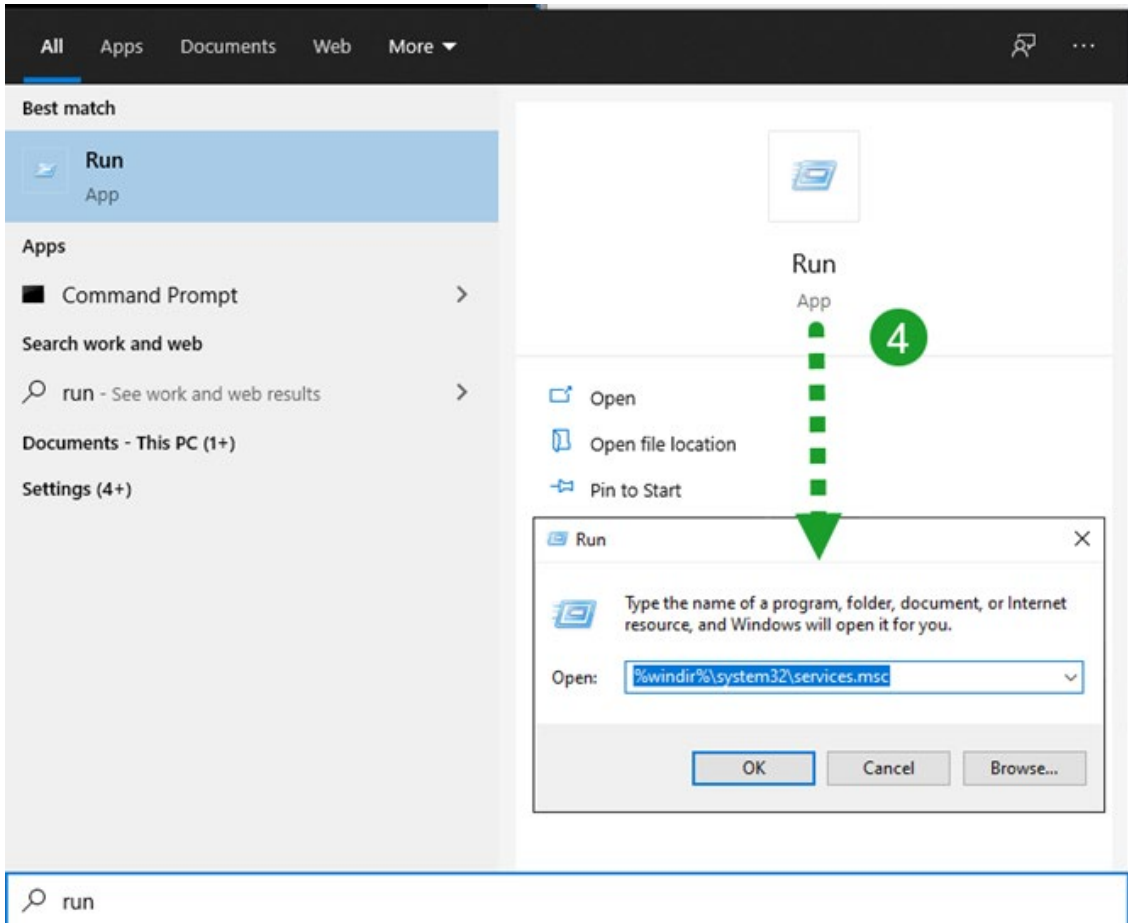 All Apps Documents Web More
Best match
Run
App
Apps
Command Prompt
Search work and web
run - See work and web results
Documents - This PC (1+)
Settings (4+)
Run
App
4
Open
Open file location
Pin to Start
Run
Type the name of a program, folder, document, or Internet
resource, and Windows will open it for you.
Open: %windir%\system32\services.msc
OK Cancel Browse...
run